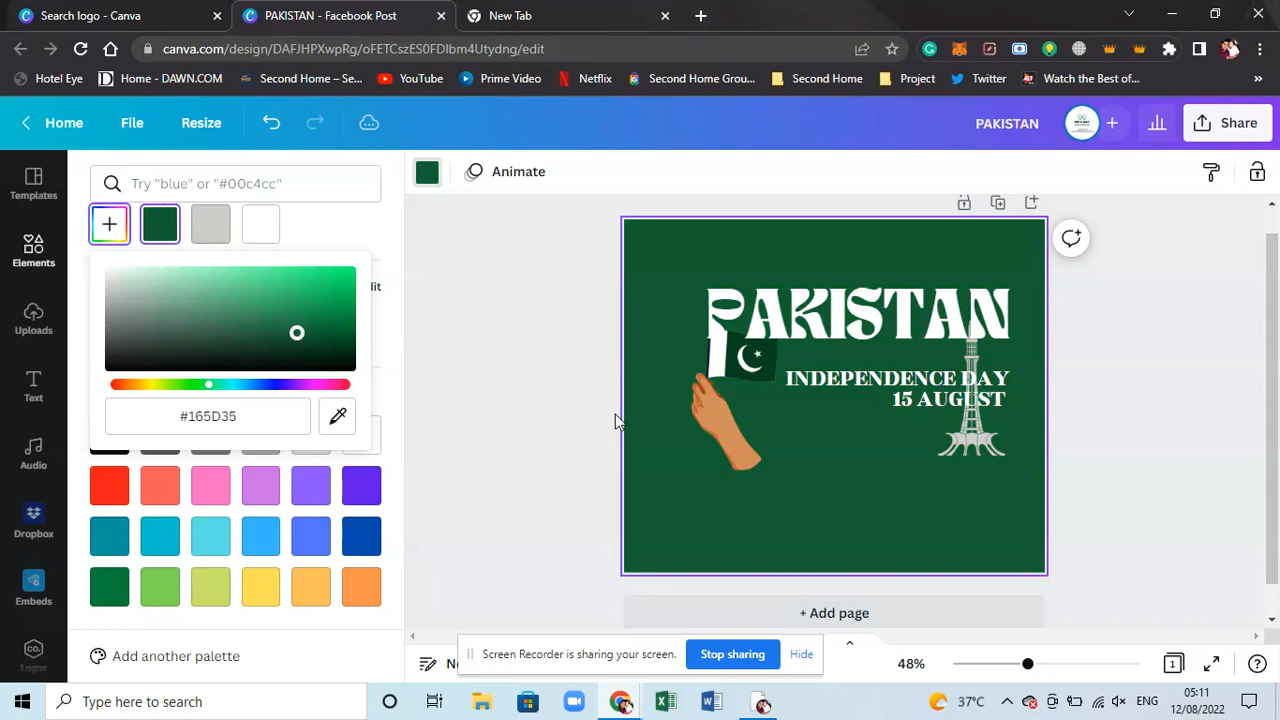 Search logo - Canva
PAKISTAN - Facebook Post
New Tab
canva.com/design/DAFJHPXwpRg/oFETCszES0FDIbm4Utydng/edit
Hotel Eye
Home - DAWN.COM
Second Home – Se...
YouTube
Prime Video
Netflix
Second Home Grou...
Second Home
Project
Twitter
Watch the Best of...
Home
File
Resize
PAKISTAN
Share
Templates
Elements
Uploads
Text
Audio
Dropbox
Embeds
Logos
Try "blue" or "#00c4cc"
dit
#165D35
Add another palette
Animate
PAKISTAN
INDEPENDENCE DAY
15 AUGUST
+ Add page
Screen Recorder is sharing your screen.
Stop sharing
Hide
48%
1
Type here to search
37°C
ENG
05:11
12/08/2022